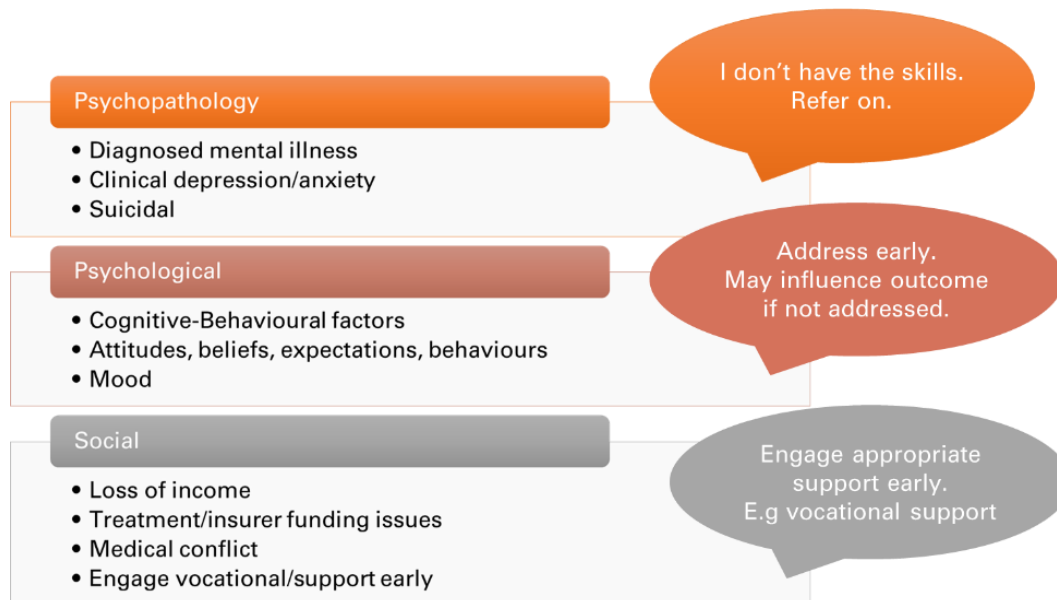 Psychopathology
• Diagnosed mental illness
• Clinical depression/anxiety
• Suicidal
I don't have the skills.
Refer on.
Psychological
• Cognitive-Behavioural factors
• Attitudes, beliefs, expectations, behaviours
• Mood
Address early.
May influence outcome
if not addressed.
Social
• Loss of income
• Treatment/insurer funding issues
• Medical conflict
• Engage vocational/support early
Engage appropriate
support early.
E.g vocational support